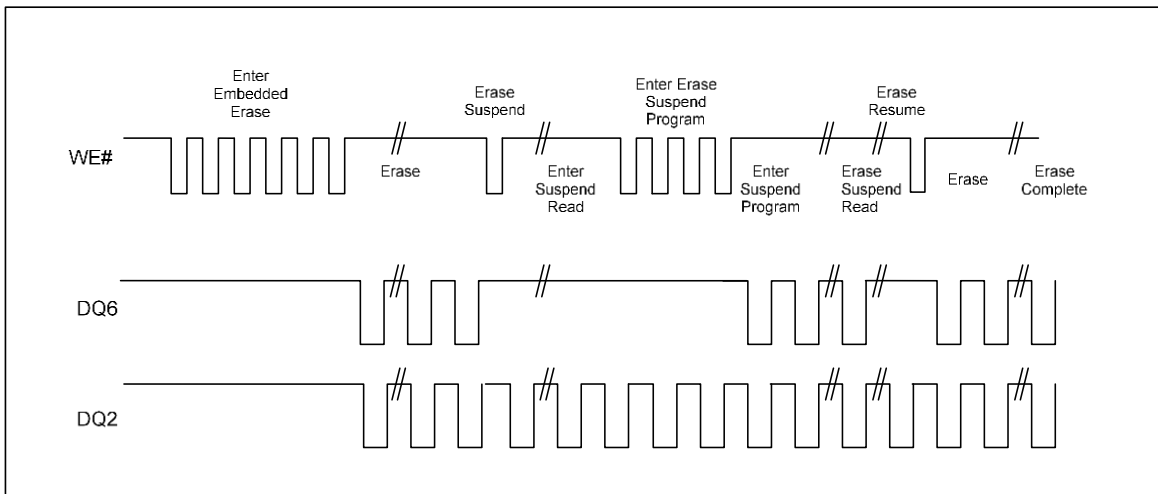 Enter
Embedded
Erase
Erase
Suspend
Enter Erase
Suspend
Program
Erase
Resume
WE#
Erase
Enter
Suspend
Read
Enter
Suspend
Program
Erase
Suspend
Read
Erase
Erase
Complete
DQ6
DQ2